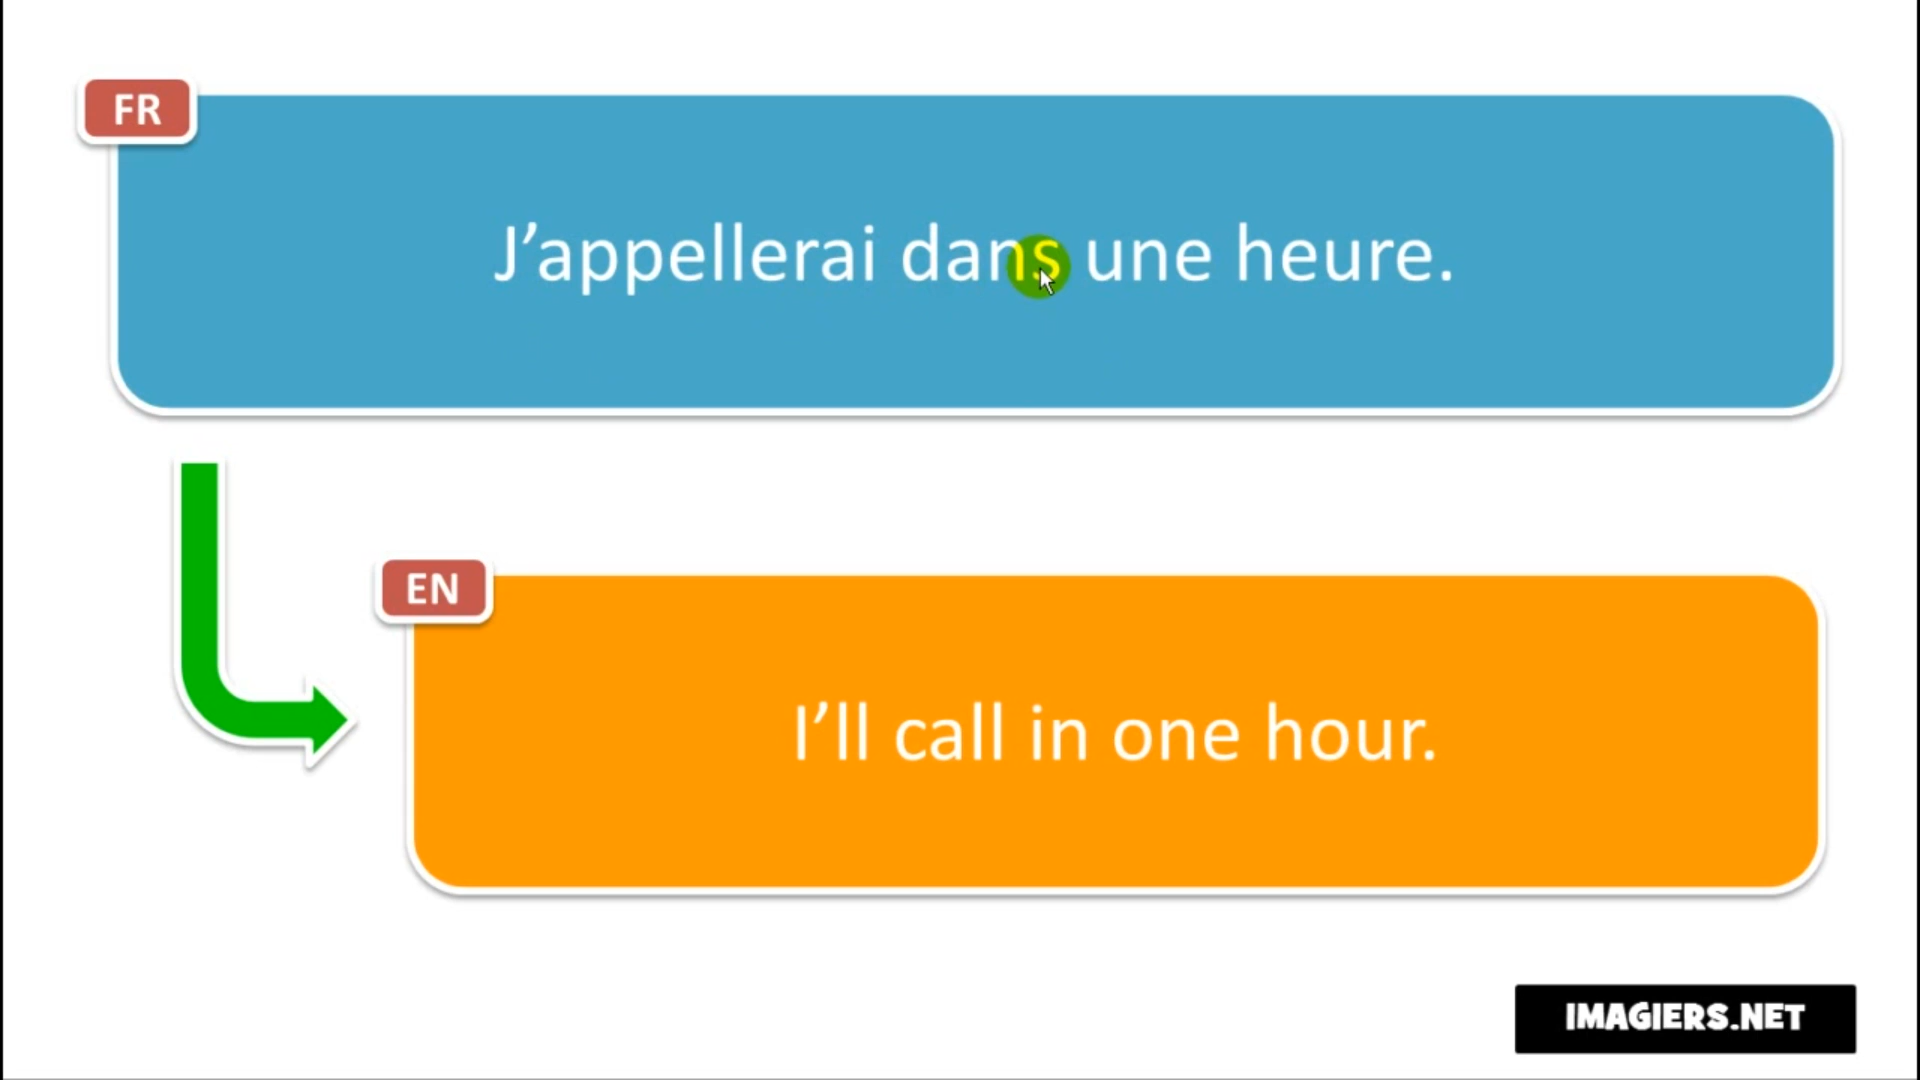 FR
J’appellerai dans une heure.
EN
I’ll call in one hour.
IMAGIERS.NET